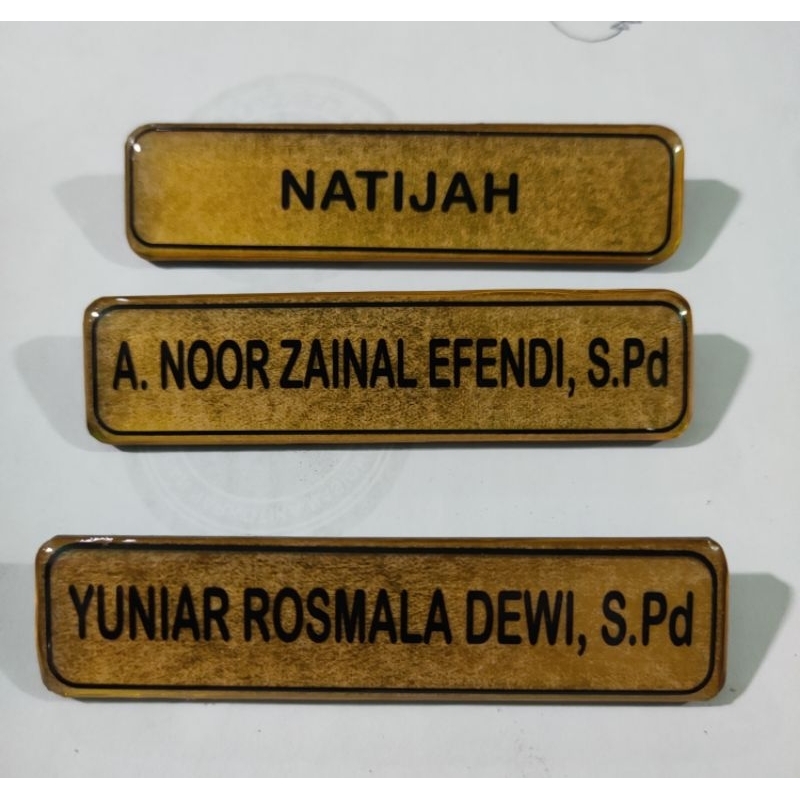 NATIJAH
A. NOOR ZAINAL EFENDI, S.Pd
YUNIAR ROSMALA DEWI, S.Pd